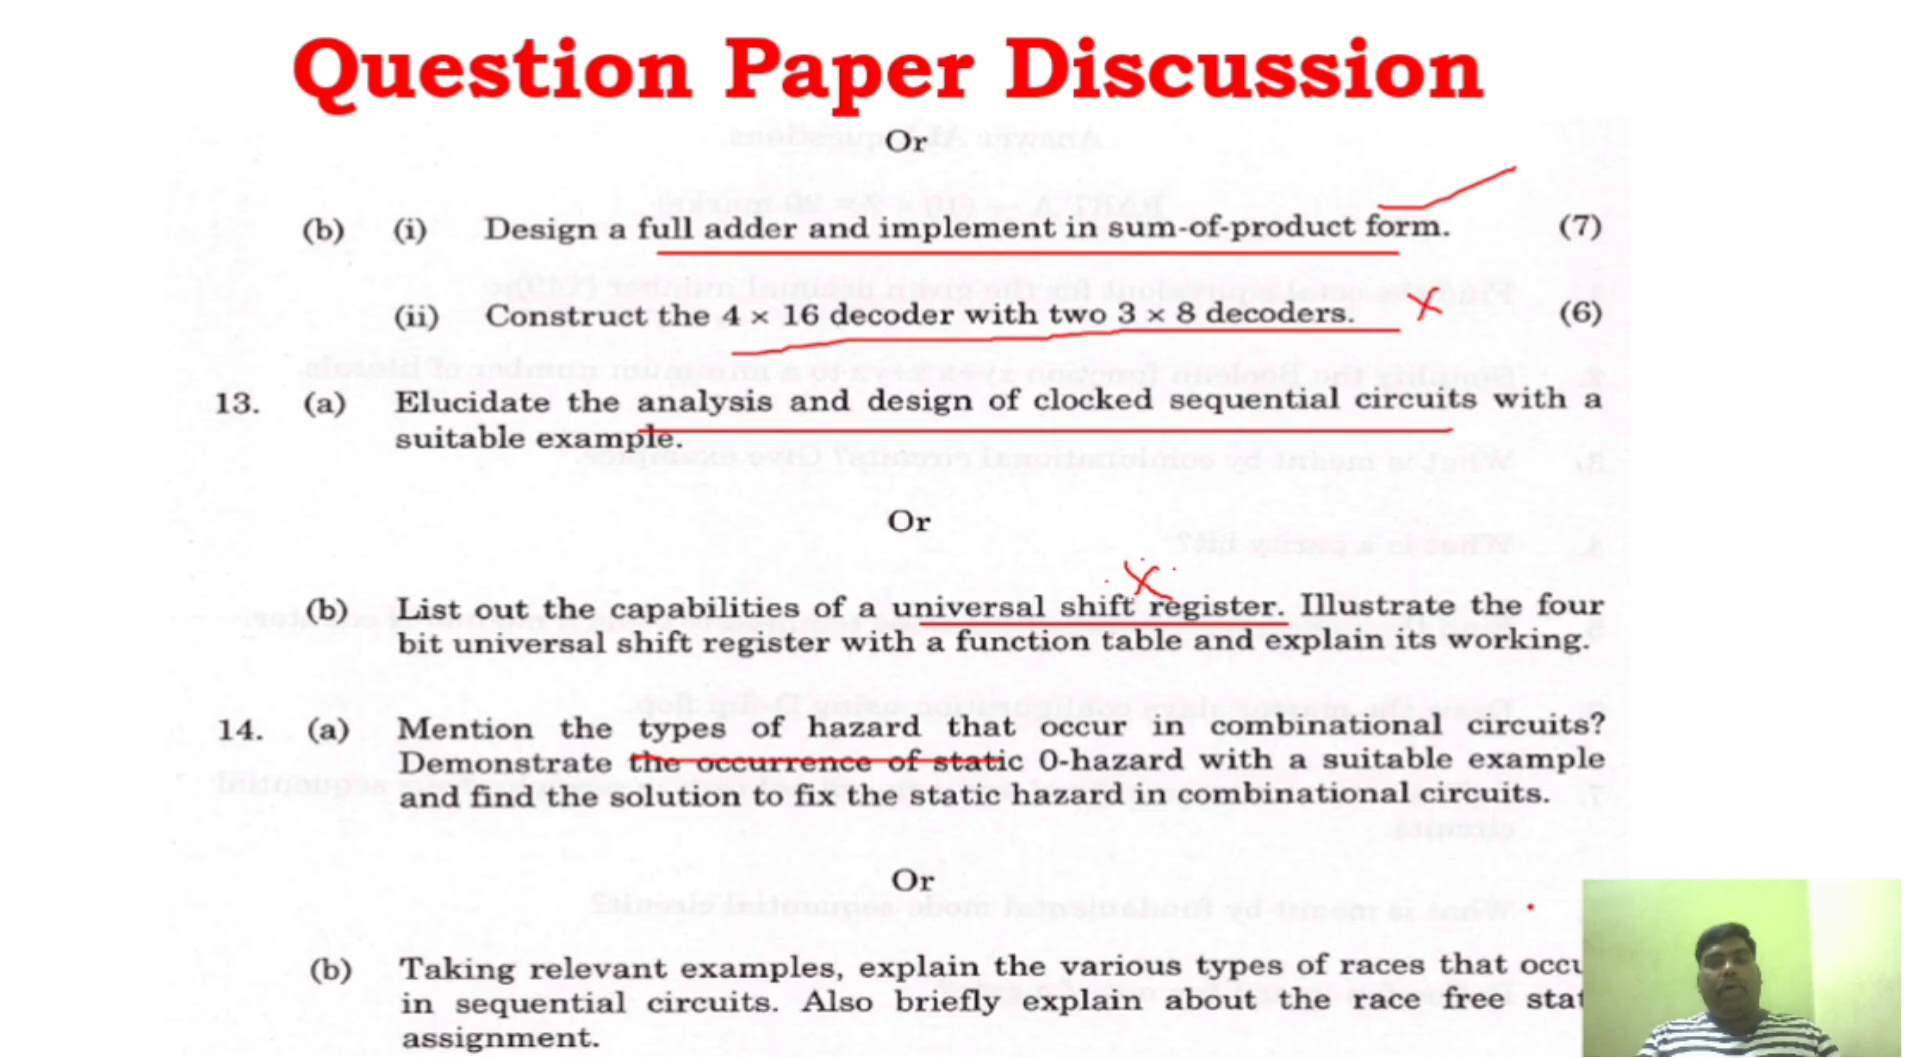 Question Paper Discussion
Or
(b) (i) Design a full adder and implement in sum-of-product form. (7)
(ii) Construct the 4 × 16 decoder with two 3 × 8 decoders. (6)
13. (a) Elucidate the analysis and design of clocked sequential circuits with a
suitable example.
Or
(b) List out the capabilities of a universal shift register. Illustrate the four
bit universal shift register with a function table and explain its working.
14. (a) Mention the types of hazard that occur in combinational circuits?
Demonstrate the occurrence of static 0-hazard with a suitable example
and find the solution to fix the static hazard in combinational circuits.
Or
(b) Taking relevant examples, explain the various types of races that occu
in sequential circuits. Also briefly explain about the race free stat
assignment.